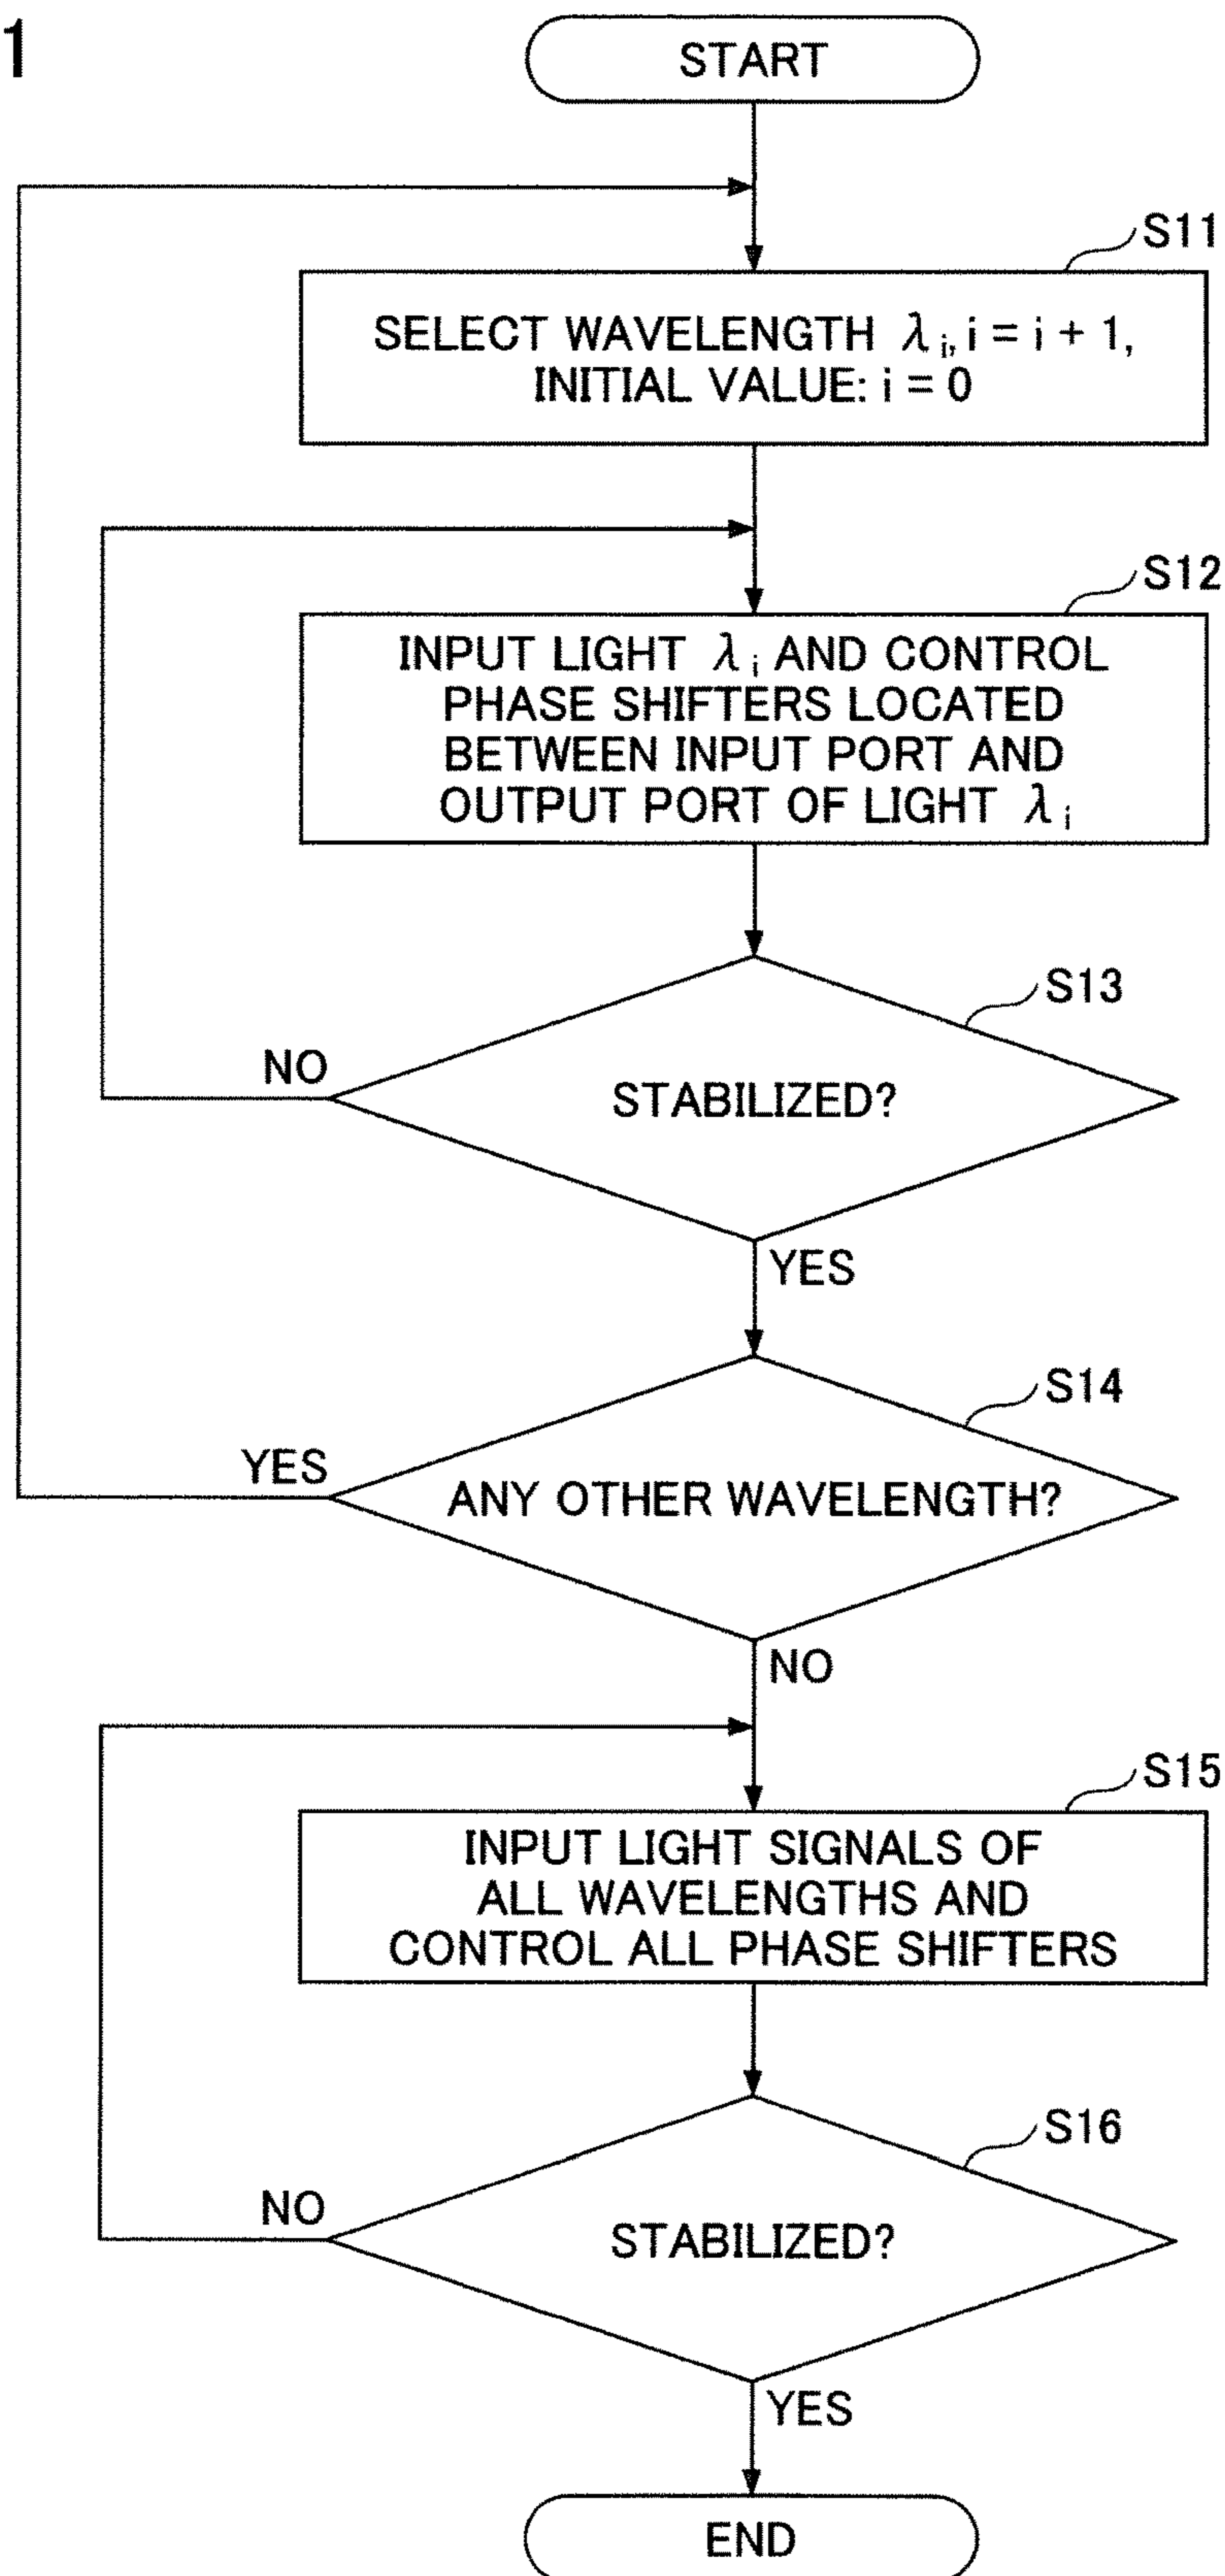 1
START
S11
SELECT WAVELENGTH λi, i = i + 1,
INITIAL VALUE: i = 0
S12
INPUT LIGHT λi AND CONTROL
PHASE SHIFTERS LOCATED
BETWEEN INPUT PORT AND
OUTPUT PORT OF LIGHT λi
S13
NO
STABILIZED?
YES
S14
YES
ANY OTHER WAVELENGTH?
NO
S15
INPUT LIGHT SIGNALS OF
ALL WAVELENGTHS AND
CONTROL ALL PHASE SHIFTERS
S16
NO
STABILIZED?
YES
END